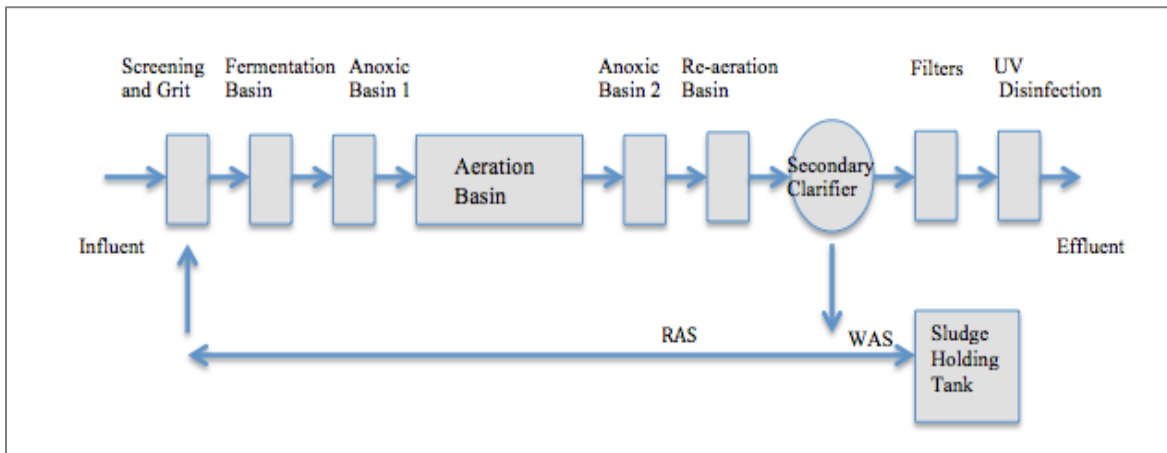 Screening
and Grit
Fermentation
Basin
Anoxic
Basin 1
Anoxic
Basin 2
Re-aeration
Basin
Filters
UV
Disinfection
Aeration
Basin
Secondary
Clarifier
Influent
Effluent
RAS
WAS
Sludge
Holding
Tank